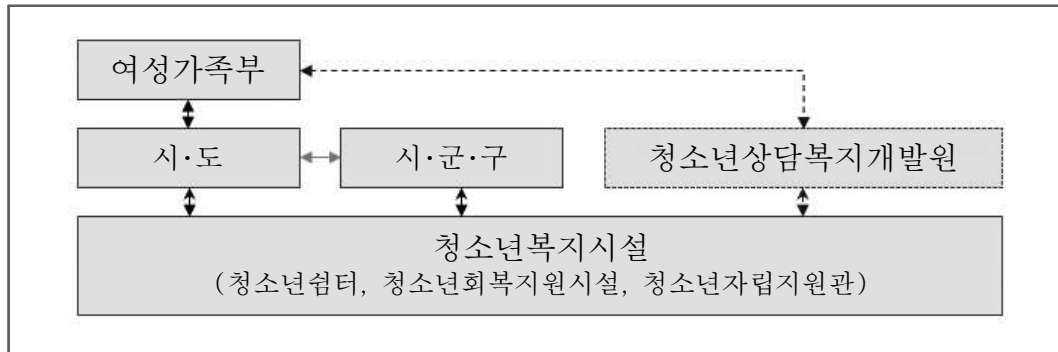 여성가족부
시·도
시·군·구
청소년상담복지개발원
청소년복지시설
(청소년쉼터, 청소년회복지원시설, 청소년자립지원관)